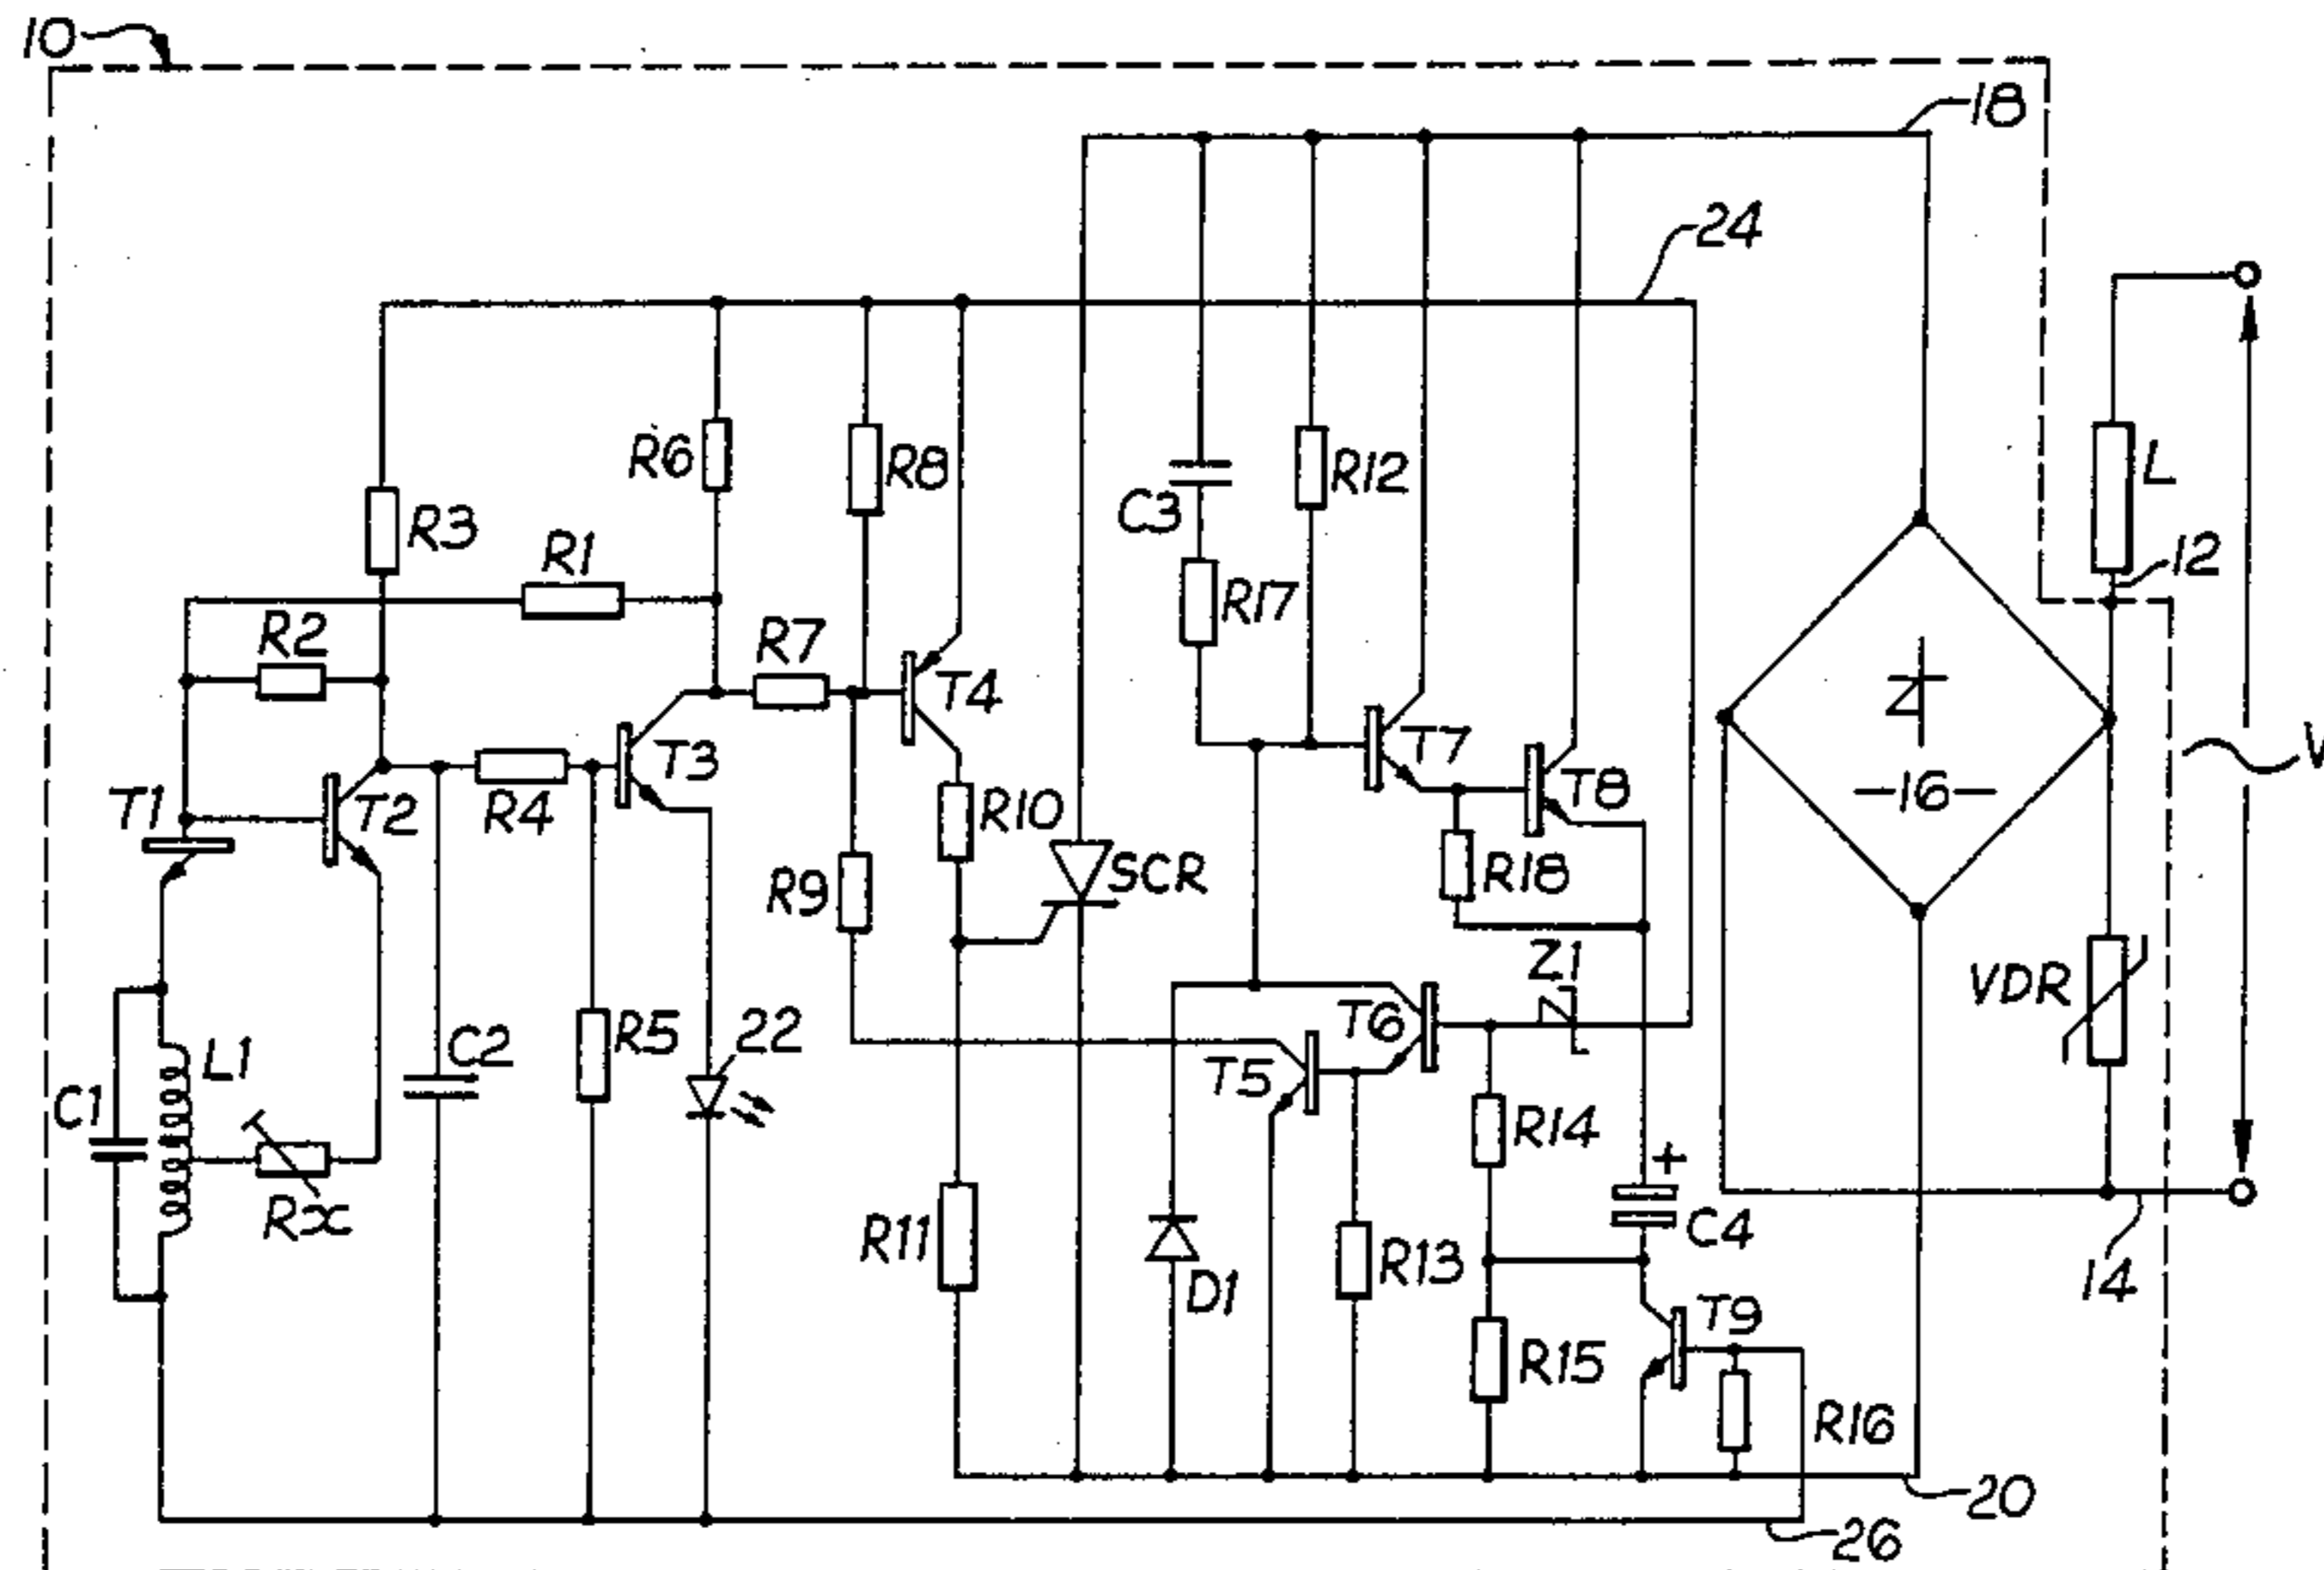 10
18
24
R6
R8
R12
L
C3
12
R3
R1
R17
R2
R7
T4
T3
T7
V
T1
T2
R4
R10
T8
-16-
SCR
R18
R9
Z1
VDR
22
T6
R5
C2
L1
T5
C1
R14
+
Rx
R11
C4
R13
D1
14
T9
R15
R16
20
26